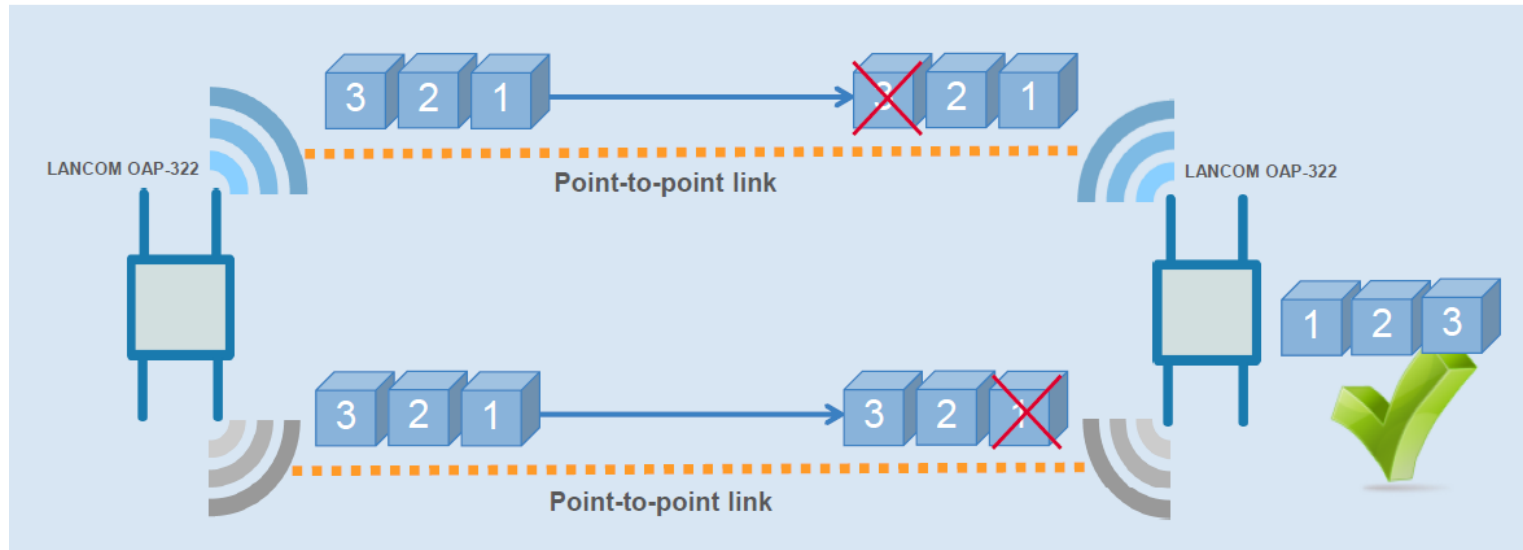 3 2 1 3 2 1
LANCOM OAP-322
Point-to-point link
LANCOM OAP-322
1 2 3
3 2 1 3 2 1
Point-to-point link